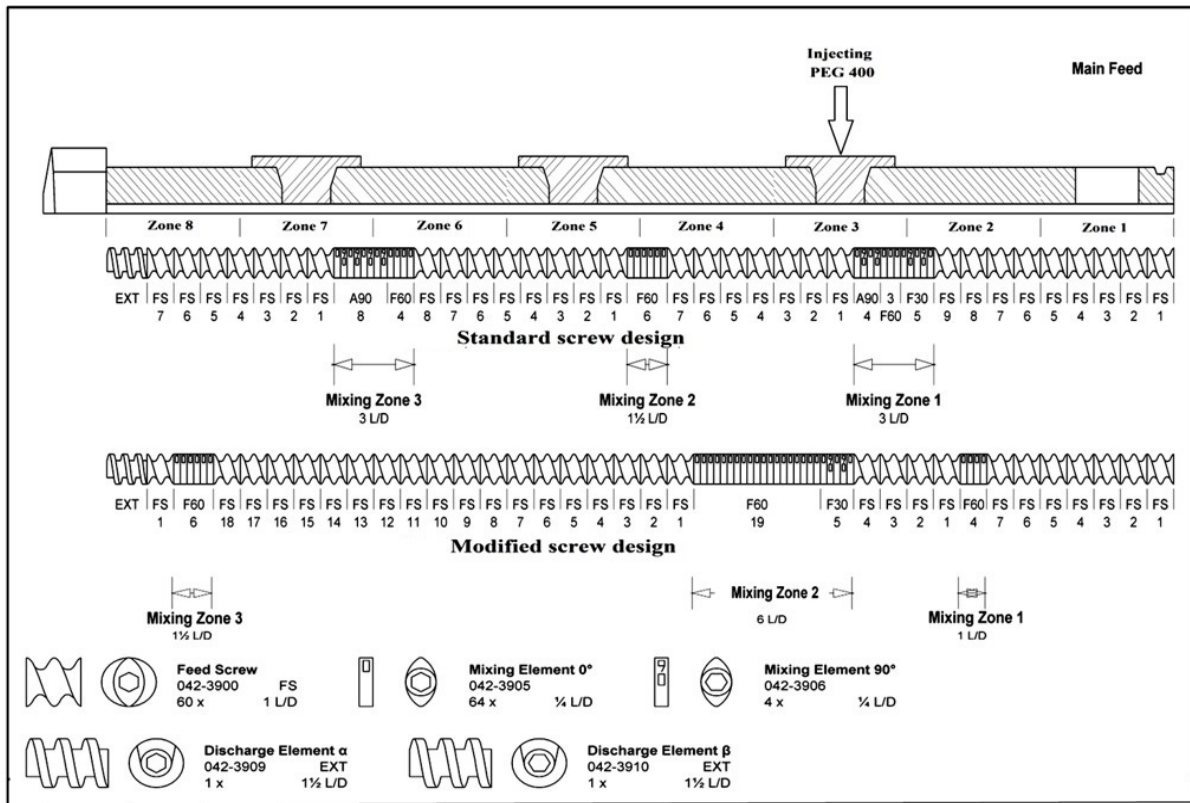 Injecting
PEG 400
Main Feed
Zone 8 Zone 7 Zone 6 Zone 5 Zone 4 Zone 3 Zone 2 Zone 1
EXT FS FS FS FS FS FS FS A90 F60 FS FS FS FS FS FS FS FS F60 FS FS FS FS FS FS FS A90 3 F30 FS FS FS FS FS FS FS FS FS
7 6 5 4 3 2 1 8 4 8 7 6 5 4 3 2 1 6 7 6 5 4 3 2 1 4 F60 5 9 8 7 6 5 4 3 2 1
Standard screw design
Mixing Zone 3 Mixing Zone 2 Mixing Zone 1
3 L/D 1½ L/D 3 L/D
EXT FS F60 FS FS FS FS FS FS FS FS FS FS FS FS FS FS FS FS FS FS F60 F30 FS FS FS FS F60 FS FS FS FS FS FS FS
1 6 18 17 16 15 14 13 12 11 10 9 8 7 6 5 4 3 2 1 19 5 4 3 2 1 4 7 6 5 4 3 2 1
Modified screw design
Mixing Zone 3 Mixing Zone 2 Mixing Zone 1
1½ L/D 6 L/D 1 L/D
Feed Screw
042-3900 FS
60 x 1 L/D
Mixing Element 0°
042-3905
64 x ¼ L/D
Mixing Element 90°
042-3906
4 x ¼ L/D
Discharge Element α
042-3909 EXT
1 x 1½ L/D
Discharge Element β
042-3910 EXT
1 x 1½ L/D